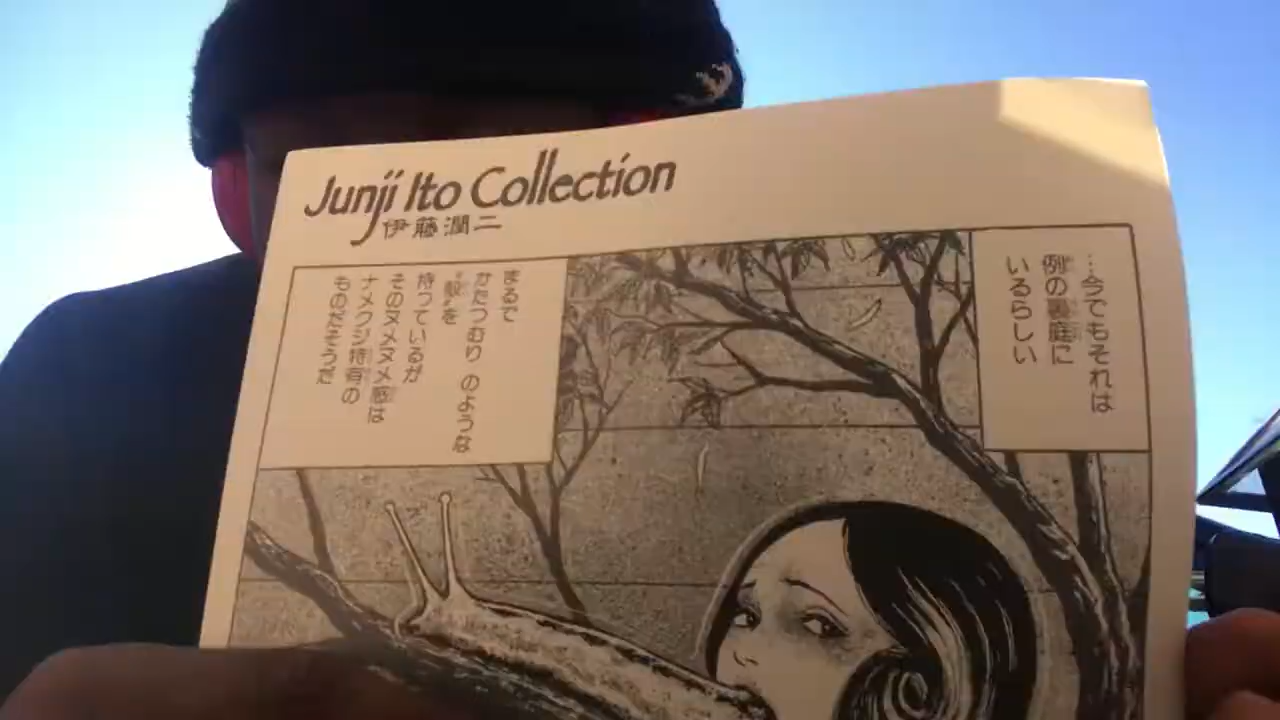 Junji Ito Collection
伊藤潤二
…今でもそれは
例の裏庭に
いるらしい
まるで
かたつむり のような
〝殻〟を
持っているが
そのヌメヌメ感は
ナメクジ特有の
ものだそうだ